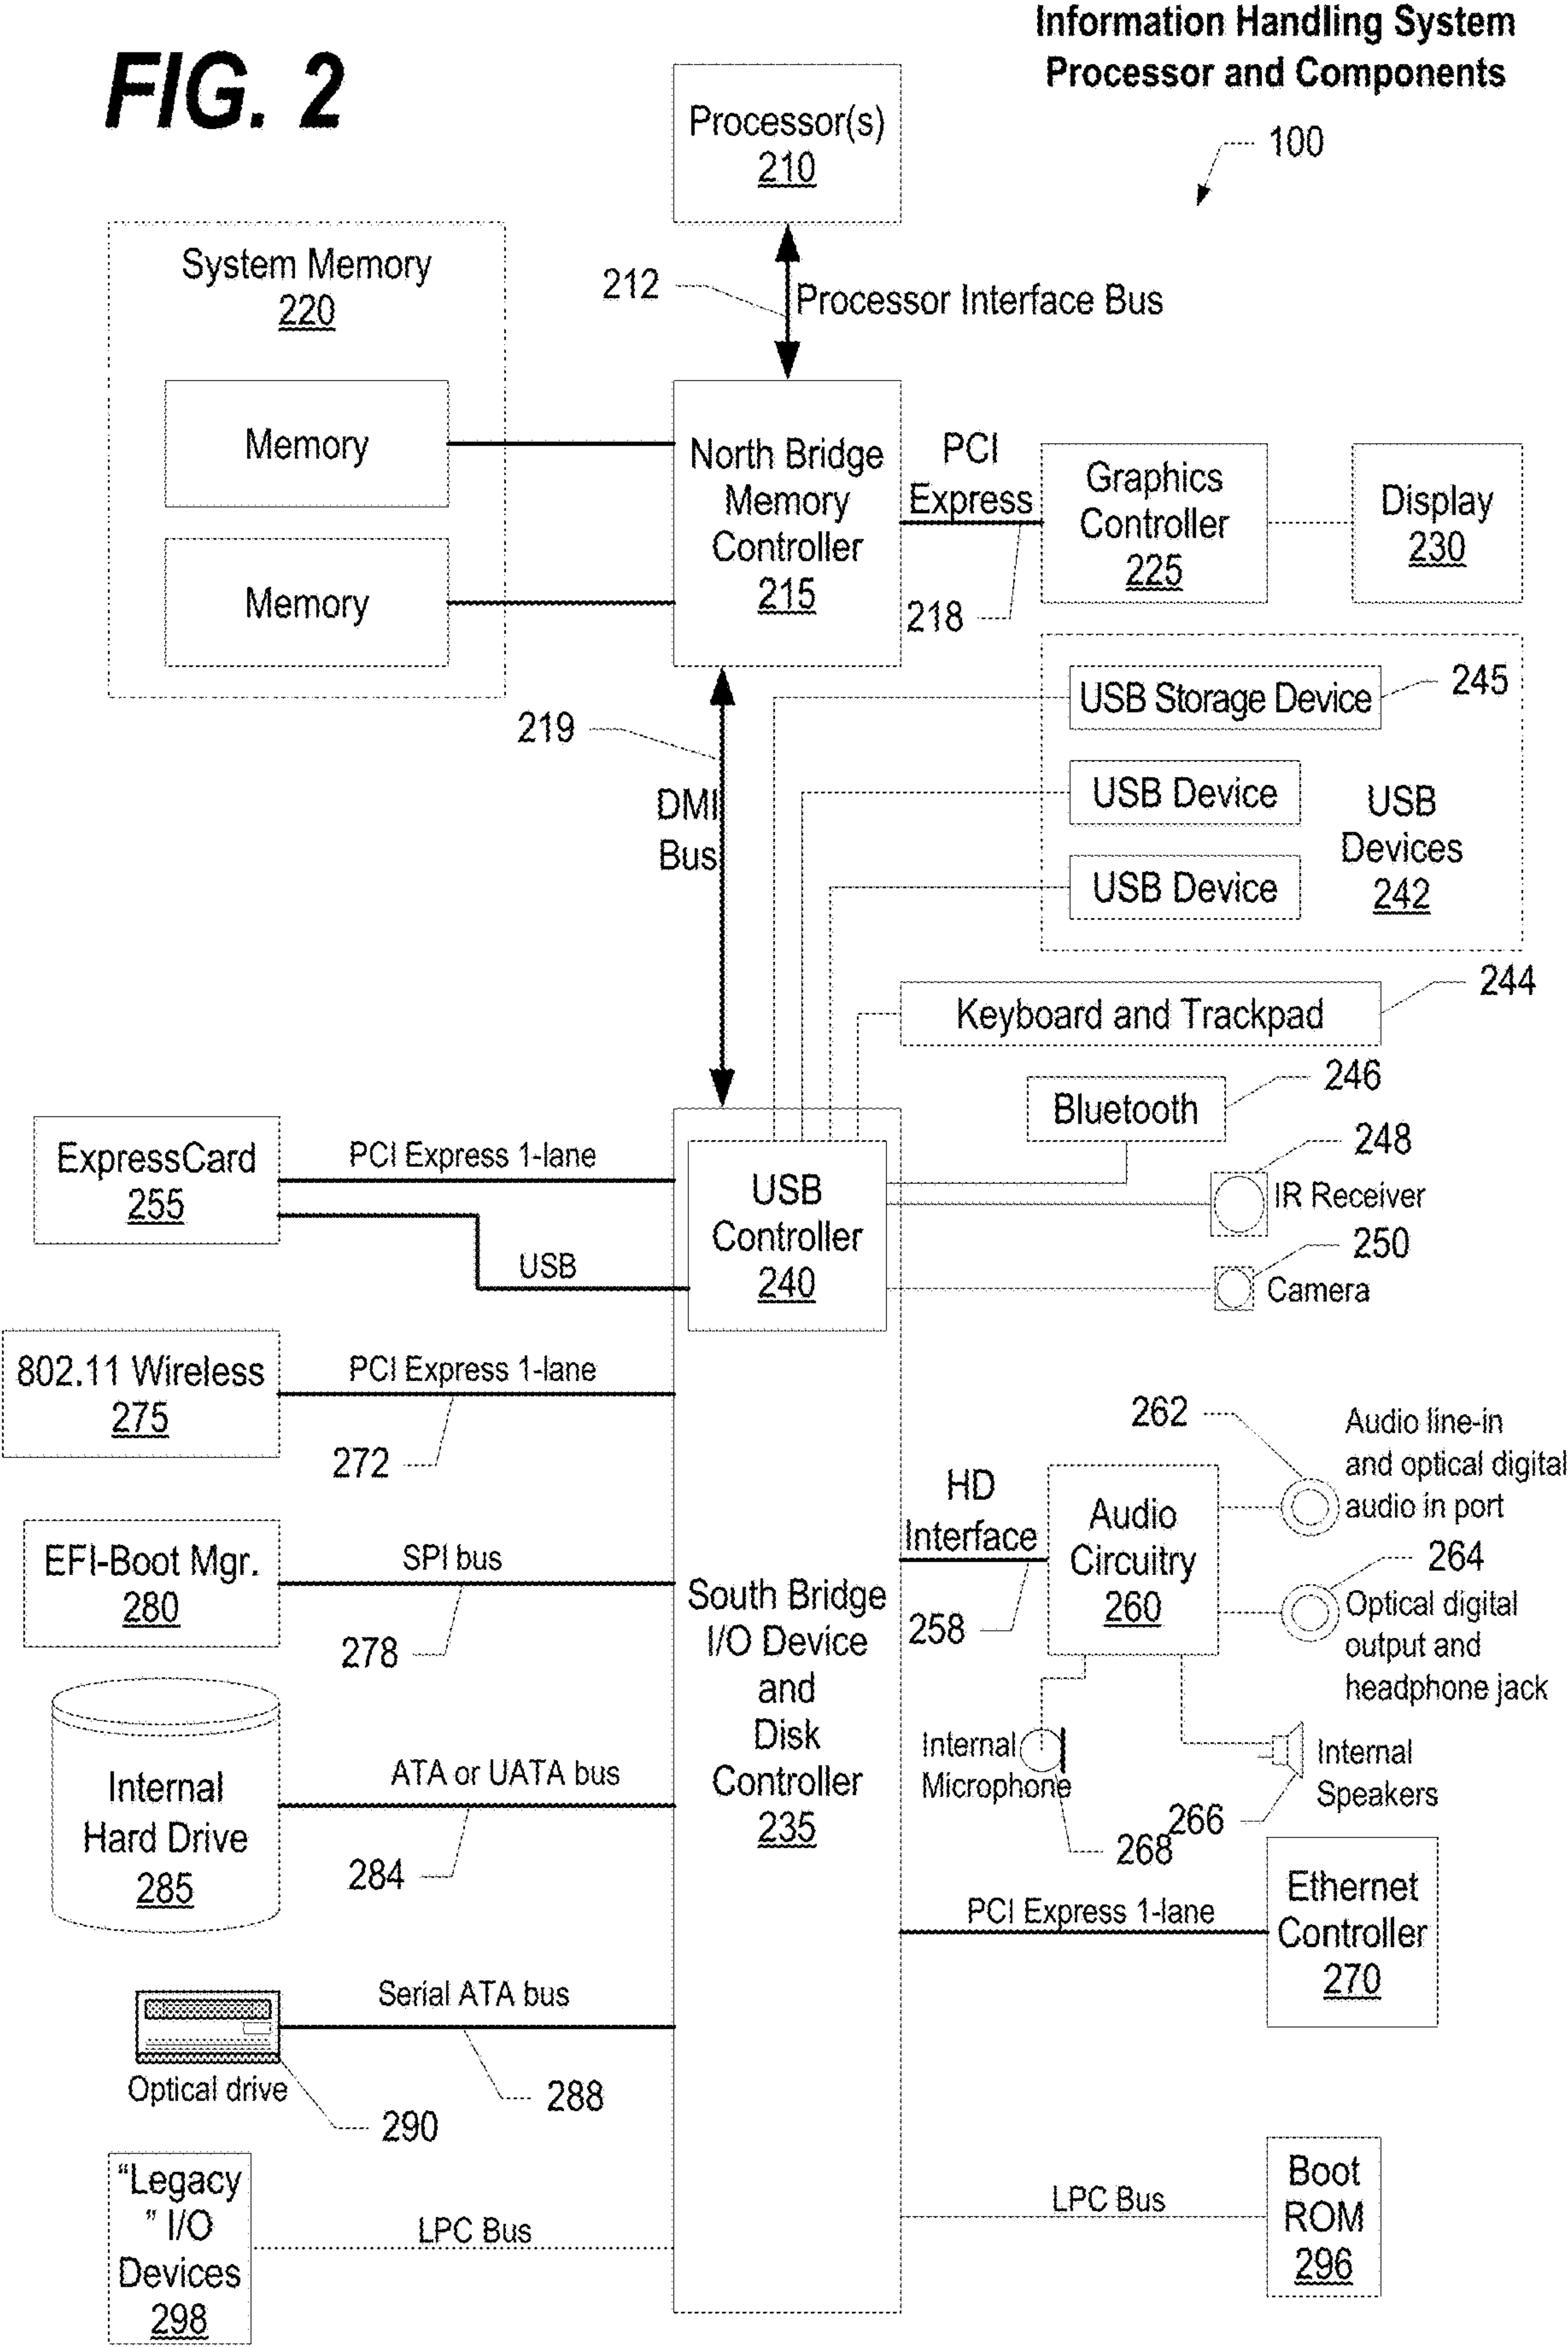 FIG. 2
Information Handling System
Processor and Components
100
Processor(s)
210
212
Processor Interface Bus
System Memory
220
Memory
Memory
North Bridge
Memory
Controller
215
PCI
Express
218
Graphics
Controller
225
Display
230
219
DMI
Bus
USB Storage Device
245
USB Device
USB Device
USB
Devices
242
Keyboard and Trackpad
244
Bluetooth
246
248
IR Receiver
250
Camera
ExpressCard
255
PCI Express 1-lane
USB
USB
Controller
240
802.11 Wireless
275
PCI Express 1-lane
272
EFI-Boot Mgr.
280
SPI bus
278
South Bridge
I/O Device
and
Disk
Controller
235
HD
Interface
258
Audio
Circuitry
260
262
Audio line-in
and optical digital
audio in port
264
Optical digital
output and
headphone jack
Internal
Microphone
268
266
Internal
Speakers
Internal
Hard Drive
285
ATA or UATA bus
284
PCI Express 1-lane
Ethernet
Controller
270
Serial ATA bus
288
Optical drive
290
"Legacy
" I/O
Devices
298
LPC Bus
LPC Bus
Boot
ROM
296